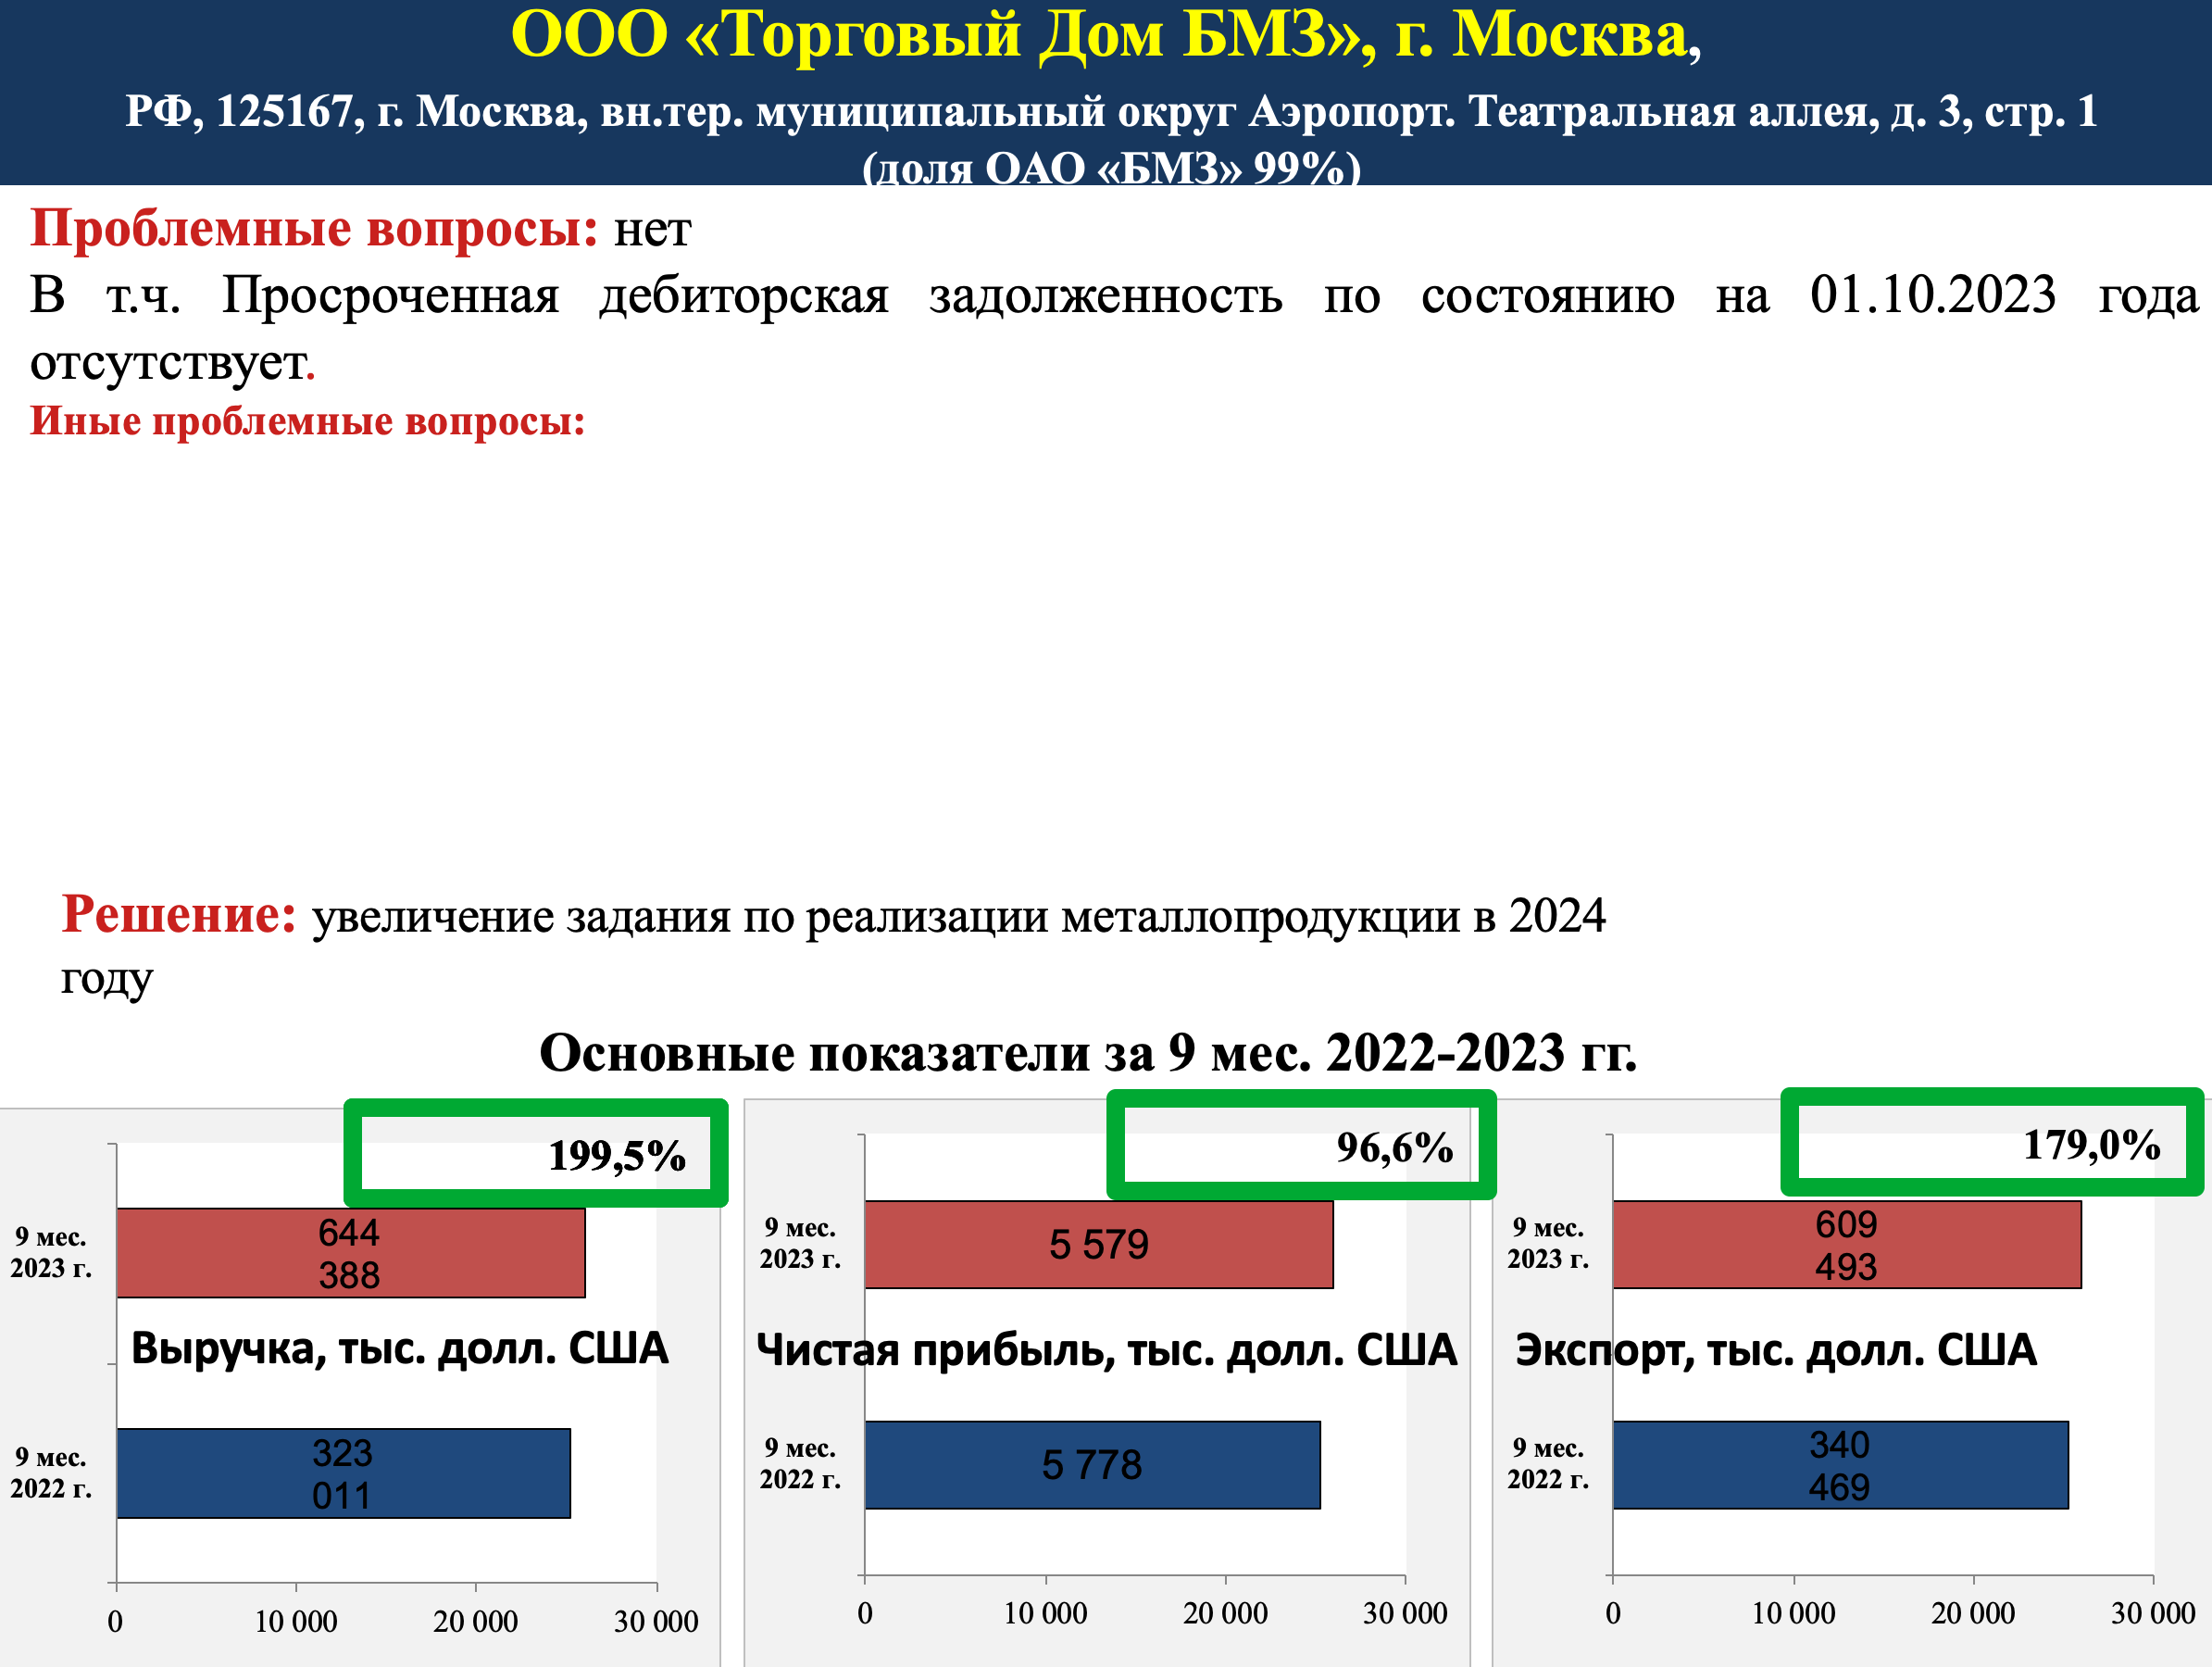 ООО «Торговый Дом БМЗ», г. Москва,
РФ, 125167, г. Москва, вн.тер. муниципальный округ Аэропорт. Театральная аллея, д. 3, стр. 1
(доля ОАО «БМЗ» 99%)
Проблемные вопросы: нет
В т.ч. Просроченная дебиторская задолженность по состоянию на 01.10.2023 года
отсутствует.
Иные проблемные вопросы:
Решение: увеличение задания по реализации металлопродукции в 2024
году
Основные показатели за 9 мес. 2022-2023 гг.
199,5%
9 мес.
2023 г.
644
388
Выручка, тыс. долл. США
9 мес.
2022 г.
323
011
0 10 000 20 000 30 000
96,6%
9 мес.
2023 г.
5 579
Чистая прибыль, тыс. долл. США
9 мес.
2022 г.
5 778
0 10 000 20 000 30 000
179,0%
9 мес.
2023 г.
609
493
Экспорт, тыс. долл. США
9 мес.
2022 г.
340
469
0 10 000 20 000 30 000